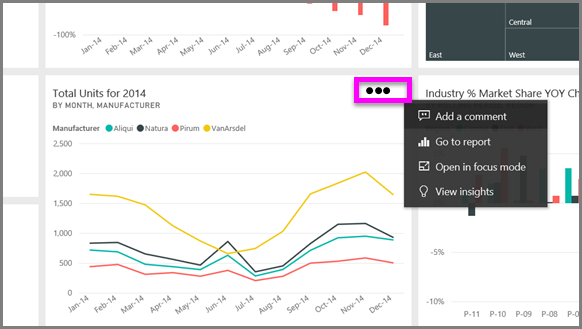 -100%
Jan-14 Feb-14 Mar-14 Apr-14 May-14 Jun-14 Jul-14 Aug-14 Sep-14 Oct-14 Nov-14 Dec-14
Central
East
West
Total Units for 2014
BY MONTH, MANUFACTURER
Manufacturer Aliqui Natura Pirum VanArsdel
2,500
2,000
1,500
1,000
500
0
Jan-14 Feb-14 Mar-14 Apr-14 May-14 Jun-14 Jul-14 Aug-14 Sep-14 Oct-14 Nov-14 Dec-14
Add a comment
Go to report
Open in focus mode
View insights
Industry % Market Share YOY Ch
-5%
-10%
P-11 P-10 P-09 P-08